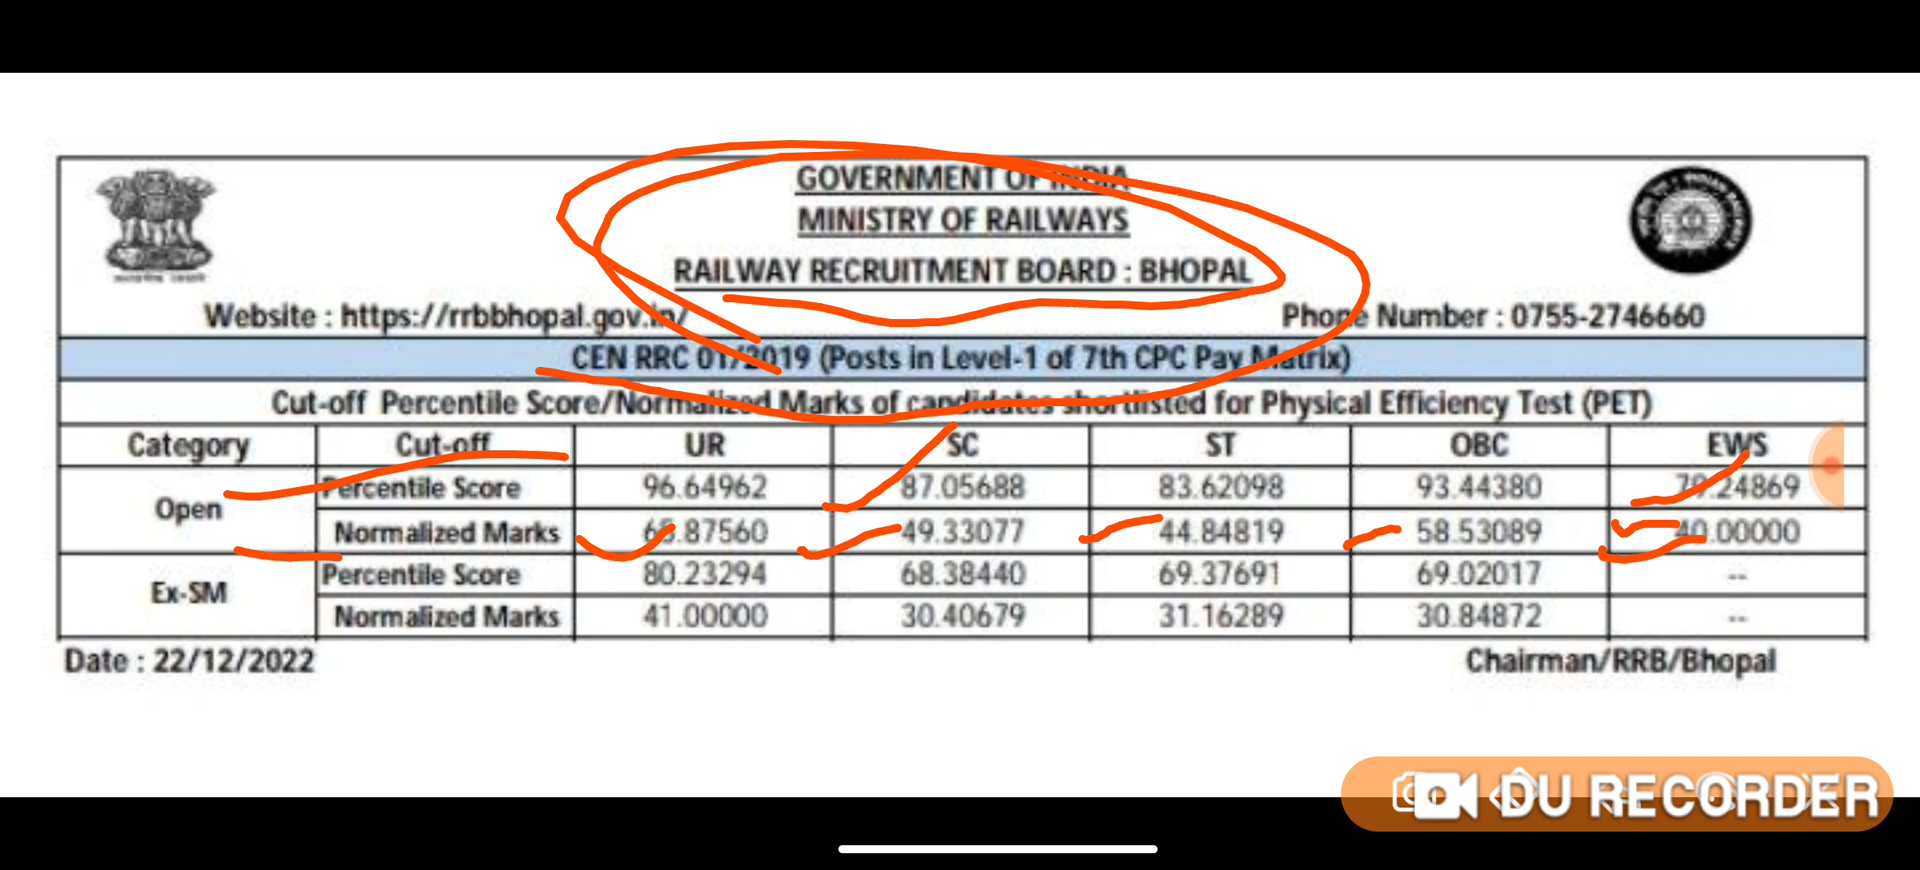 GOVERNMENT OF INDIA
MINISTRY OF RAILWAYS
RAILWAY RECRUITMENT BOARD : BHOPAL
Website : https://rrbbhopal.gov.in/ Phone Number : 0755-2746660
CEN RRC 01/2019 (Posts in Level-1 of 7th CPC Pay Matrix)
Cut-off Percentile Score/Normalized Marks of candidates shortlisted for Physical Efficiency Test (PET)
Category Cut-off UR SC ST OBC EWS
Open Percentile Score 96.64962 87.05688 83.62098 93.44380 79.24869
Normalized Marks 49.33077 44.84819 58.53089 40.00000
Ex-SM Percentile Score 80.23294 68.38440 69.37691 69.02017 --
Normalized Marks 41.00000 30.40679 31.16289 30.84872 --
Date : 22/12/2022 Chairman/RRB/Bhopal
DU RECORDER